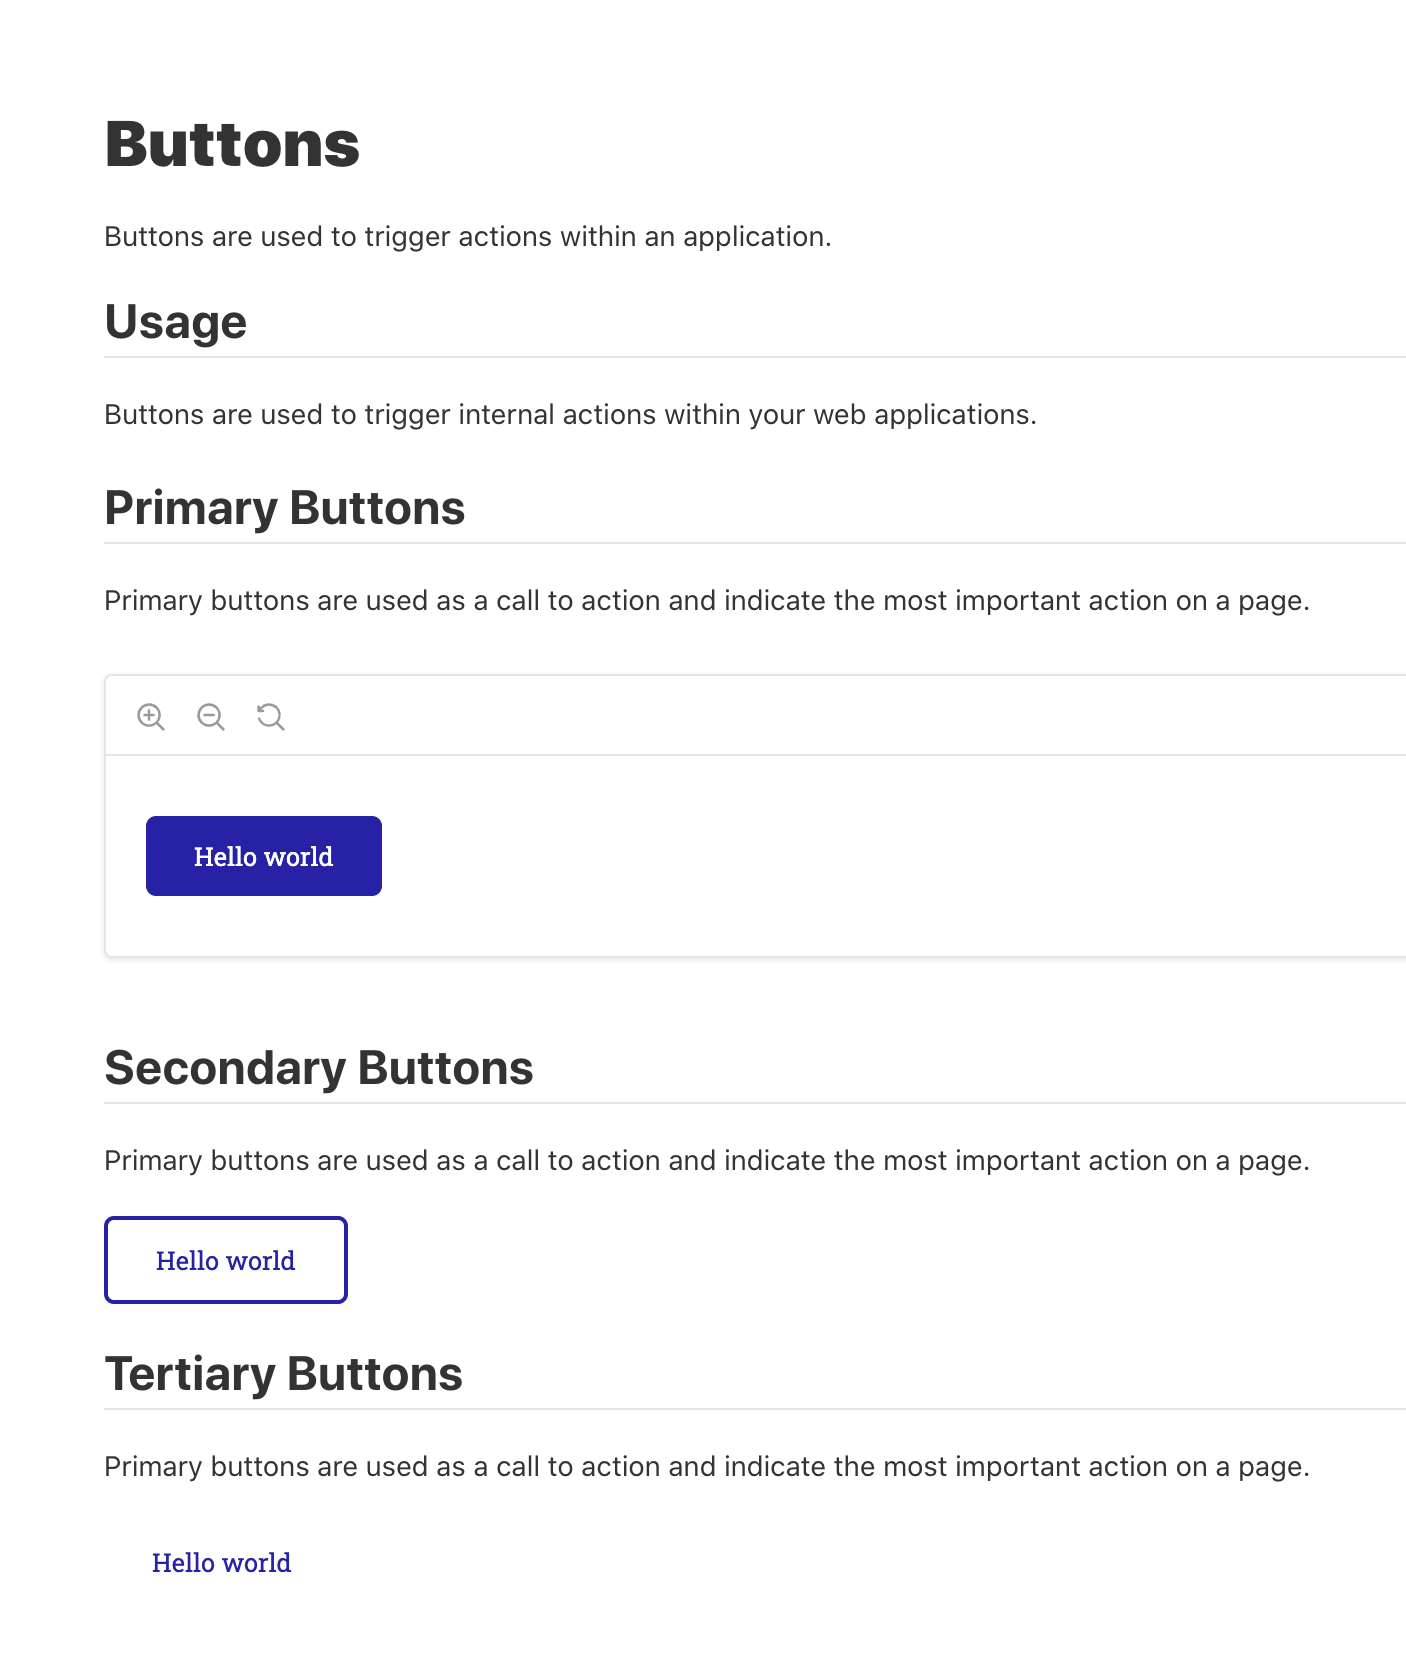 Buttons
Buttons are used to trigger actions within an application.
Usage
Buttons are used to trigger internal actions within your web applications.
Primary Buttons
Primary buttons are used as a call to action and indicate the most important action on a page.
Hello world
Secondary Buttons
Primary buttons are used as a call to action and indicate the most important action on a page.
Hello world
Tertiary Buttons
Primary buttons are used as a call to action and indicate the most important action on a page.
Hello world